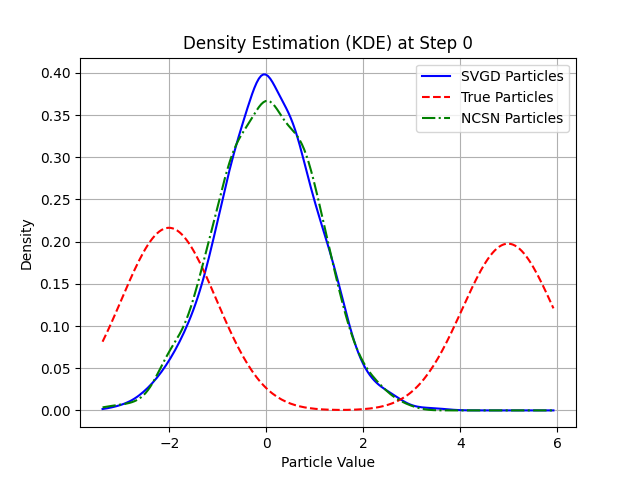 Density Estimation (KDE) at Step 0
SVGD Particles
True Particles
NCSN Particles
0.40
0.35
0.30
0.25
0.20
0.15
0.10
0.05
0.00
Density
−2
0
2
4
6
Particle Value